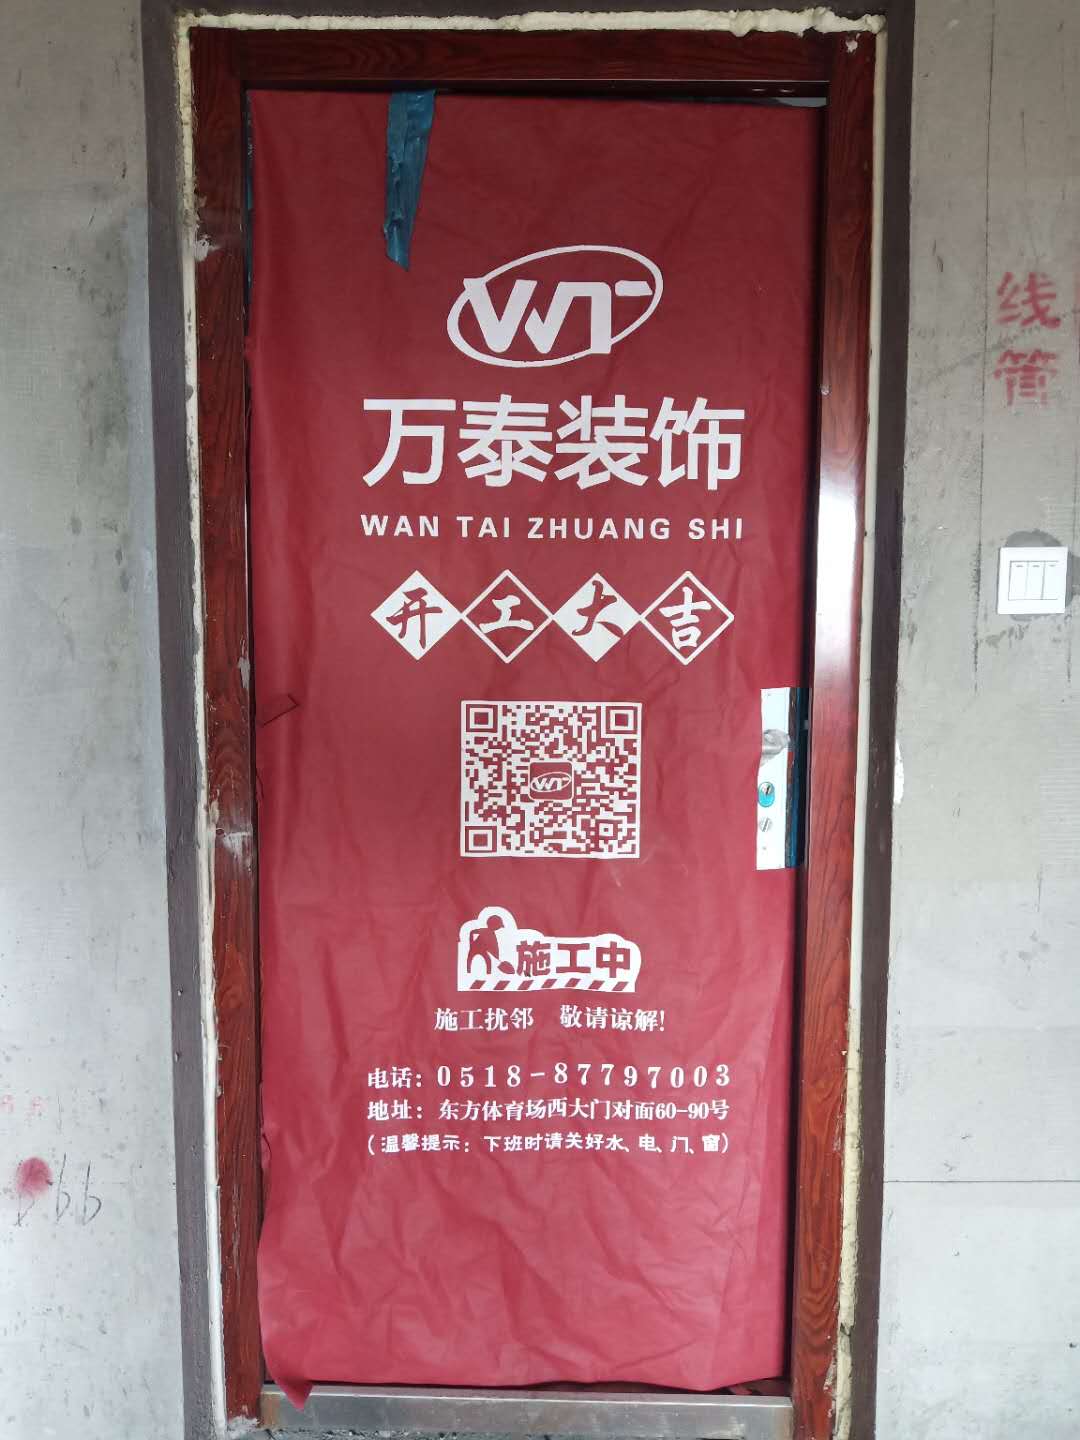 WT
万泰装饰
WAN TAI ZHUANG SHI
开工大吉
WT
施工中
施工扰邻 敬请谅解!
电话: 0518-87797003
地址: 东方体育场西大门对面60-90号
(温馨提示: 下班时请关好水、电、门、窗)
线
管